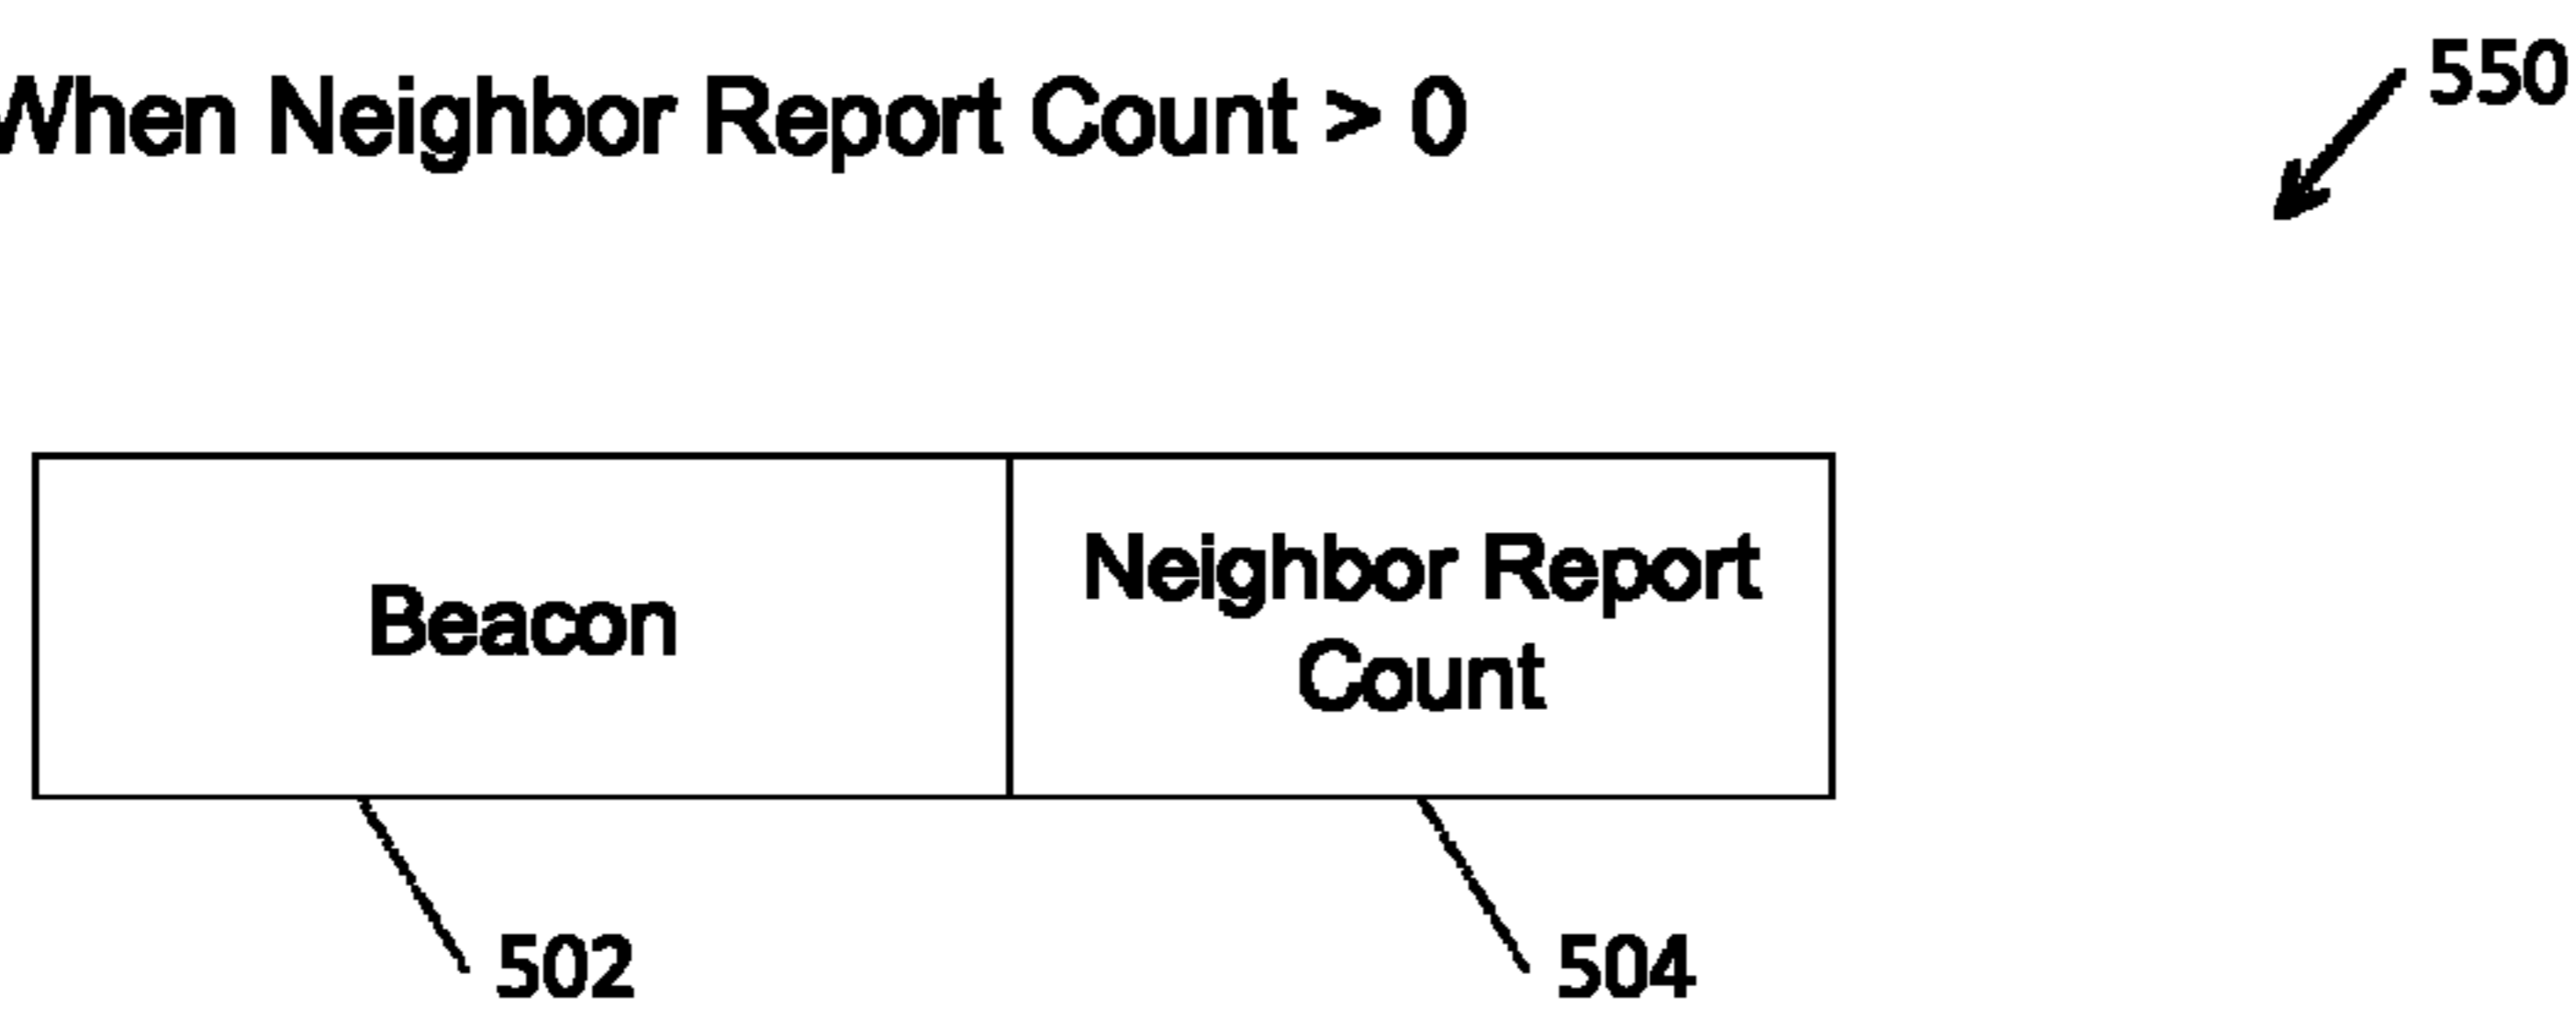 When Neighbor Report Count > 0
550
Beacon
Neighbor Report
Count
502
504